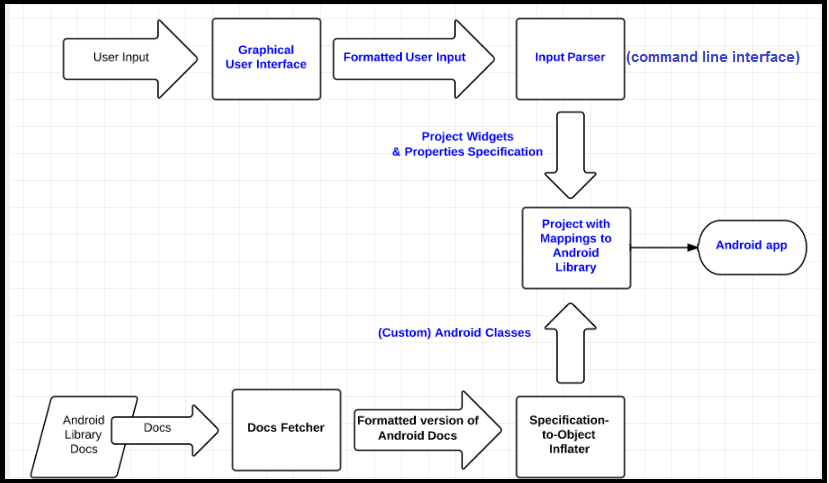 User Input
Graphical
User Interface
Formatted User Input
Input Parser
(command line interface)
Project Widgets
& Properties Specification
Project with
Mappings to
Android
Library
Android app
(Custom) Android Classes
Android
Library
Docs
Docs
Docs Fetcher
Formatted version of
Android Docs
Specification-
to-Object
Inflater